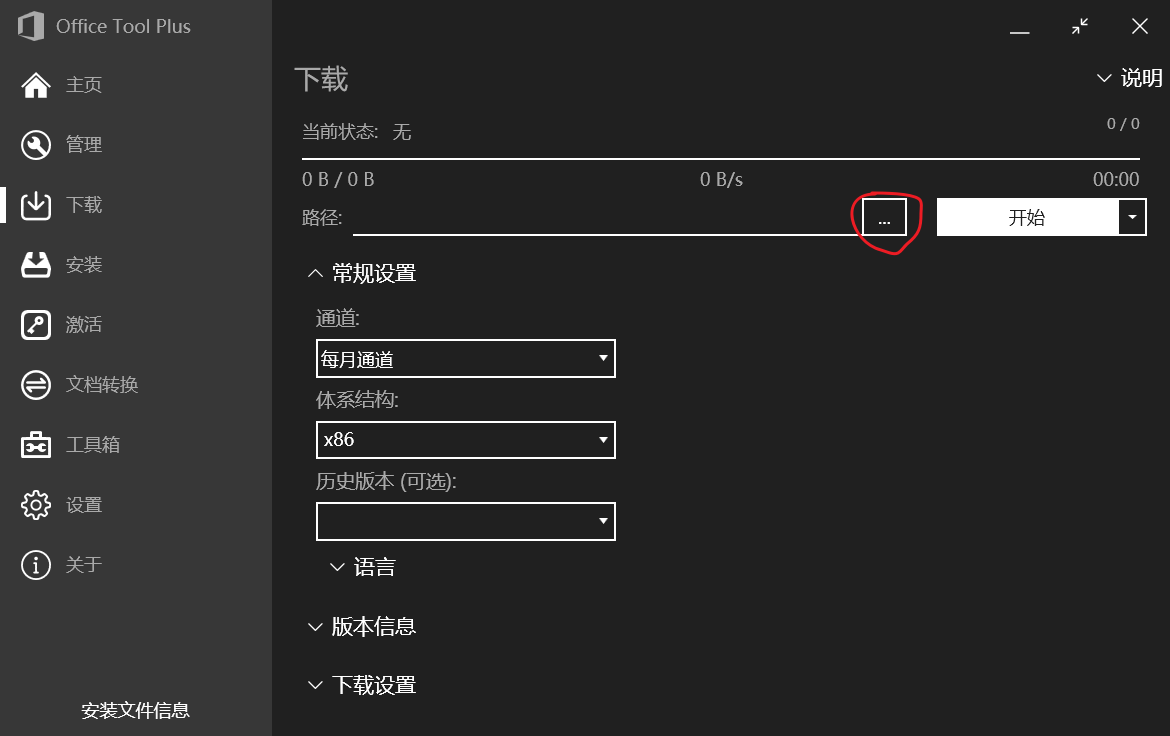 Office Tool Plus
主页
管理
下载
安装
激活
文档转换
工具箱
设置
关于
安装文件信息
下载
说明
当前状态: 无
0 / 0
0 B / 0 B
0 B/s
00:00
路径:
...
开始
常规设置
通道:
每月通道
体系结构:
x86
历史版本 (可选):
语言
版本信息
下载设置